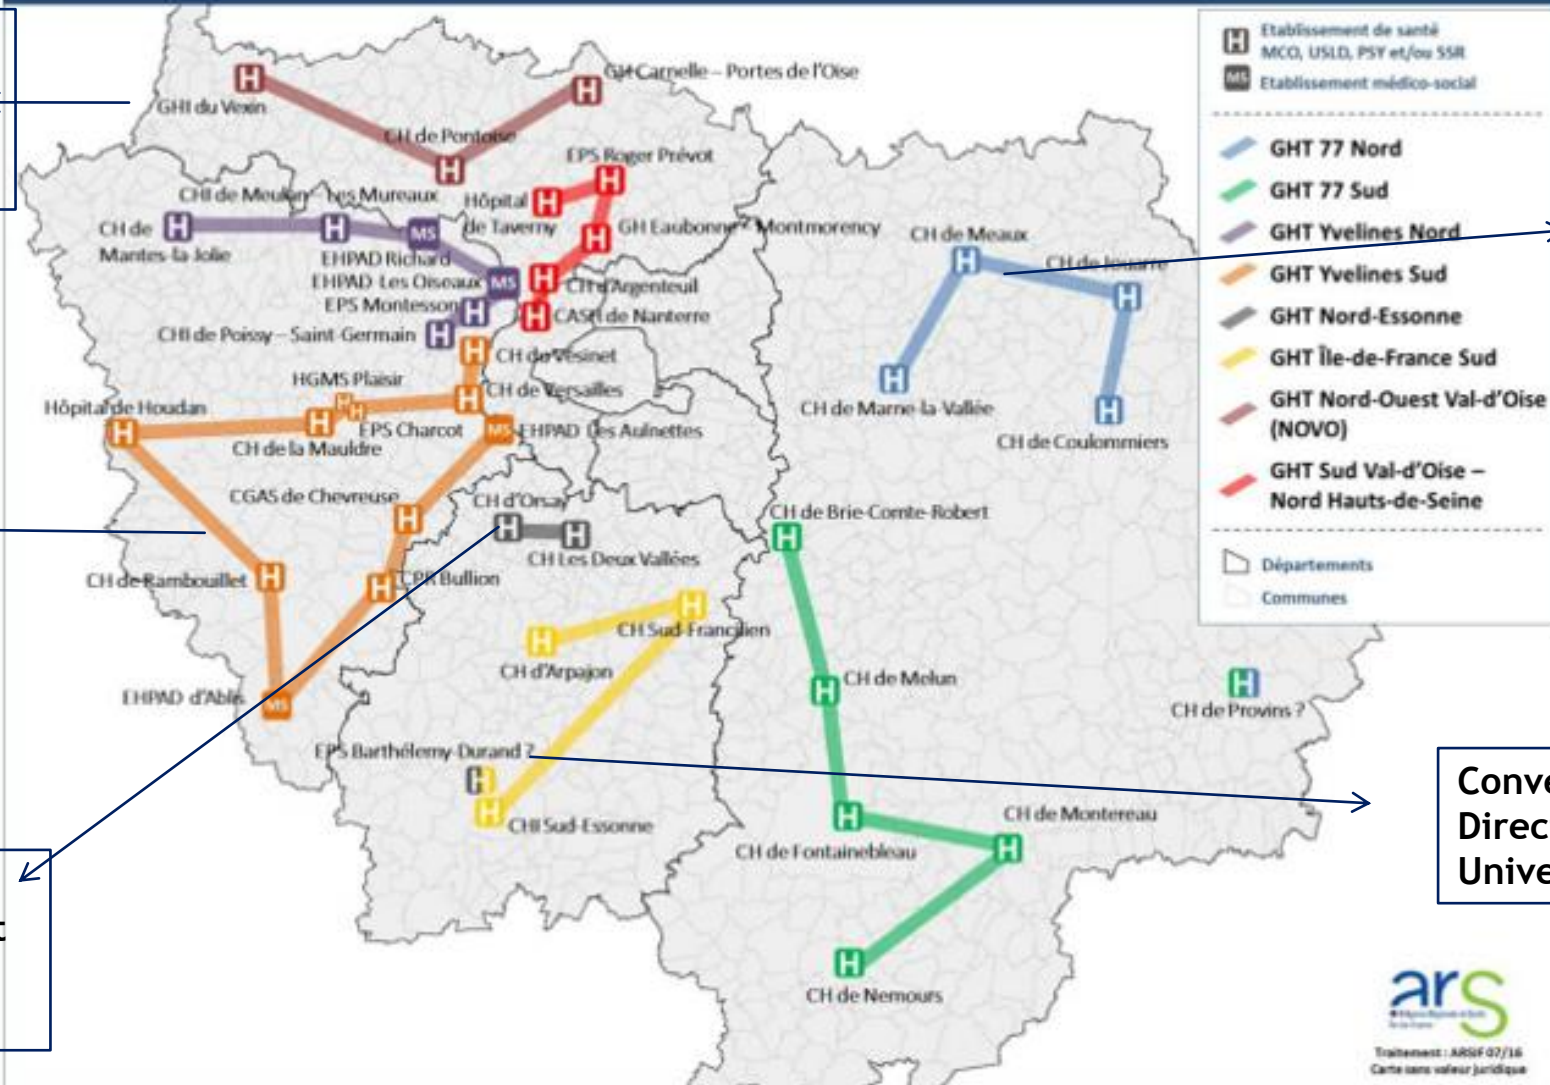 GHI du Vexin
GH Carnelle – Portes de l'Oise
CH de Pontoise
EPS Roger Prévot
CHI de Meulan – Les Mureaux
Hôpital
de Taverny
CH de
Mantes-la-Jolie
GH Eaubonne – Montmorency
EHPAD Richard
EHPAD Les Oiseaux
CH d'Argenteuil
EPS Montesson
CASH de Nanterre
CHI de Poissy – Saint-Germain
CH du Vésinet
HGMS Plaisir
CH de Versailles
Hôpital de Houdan
EPS Charcot
EHPAD Les Aulnettes
CH de la Mauldre
CGAS de Chevreuse
CH d'Orsay
CH Les Deux Vallées
CH de Rambouillet
CPR Bullion
CH Sud-Francilien
CH d'Arpajon
EHPAD d'Ablis
EPS Barthélemy-Durand ?
CHI Sud-Essonne
CH de Meaux
CH de Jouarre
CH de Marne-la-Vallée
CH de Coulommiers
CH de Brie-Comte-Robert
CH de Melun
CH de Provins ?
CH de Montereau
CH de Fontainebleau
CH de Nemours
H Etablissement de santé
MCO, USLD, PSY et/ou SSR
MS Etablissement médico-social
GHT 77 Nord
GHT 77 Sud
GHT Yvelines Nord
GHT Yvelines Sud
GHT Nord-Essonne
GHT Île-de-France Sud
GHT Nord-Ouest Val-d'Oise
(NOVO)
GHT Sud Val-d'Oise –
Nord Hauts-de-Seine
Départements
Communes
Conve
Direc
Unive
t
ars
Traitement : ARSIF 07/16
Carte sans valeur juridique